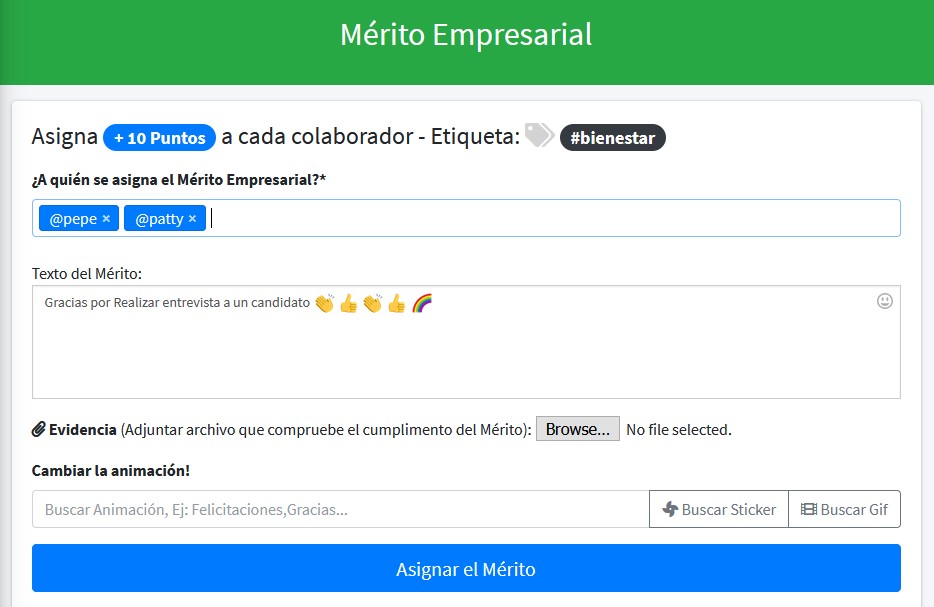 Mérito Empresarial
Asigna + 10 Puntos a cada colaborador - Etiqueta: #bienestar
¿A quién se asigna el Mérito Empresarial?*
@pepe × @patty ×
Texto del Mérito:
Gracias por Realizar entrevista a un candidato 👏 👍 👏 👍 🌈
Evidencia (Adjuntar archivo que compruebe el cumplimento del Mérito): Browse... No file selected.
Cambiar la animación!
Buscar Animación, Ej: Felicitaciones,Gracias... Buscar Sticker Buscar Gif
Asignar el Mérito